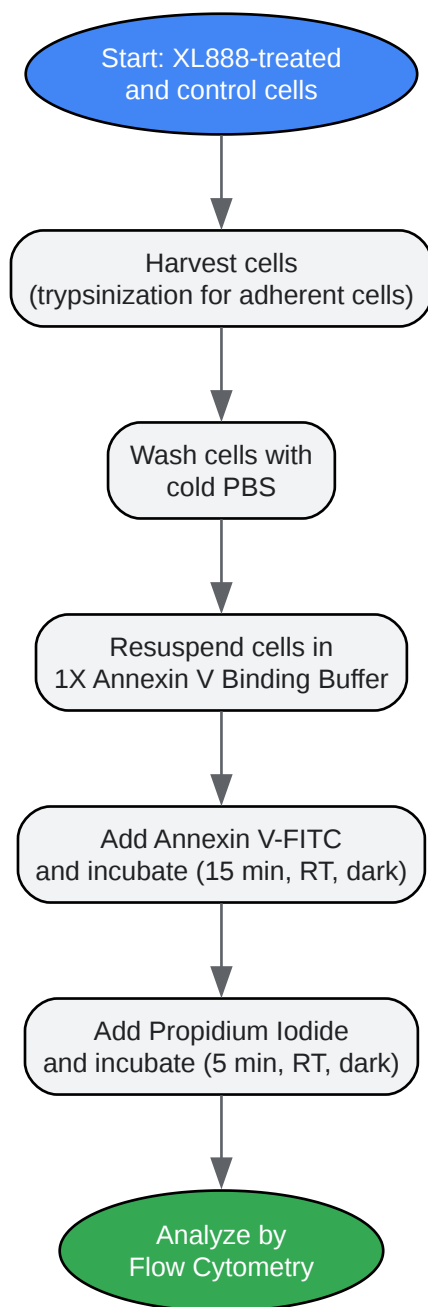 Start: XL888-treated
and control cells
Harvest cells
(trypsinization for adherent cells)
Wash cells with
cold PBS
Resuspend cells in
1X Annexin V Binding Buffer
Add Annexin V-FITC
and incubate (15 min, RT, dark)
Add Propidium Iodide
and incubate (5 min, RT, dark)
Analyze by
Flow Cytometry